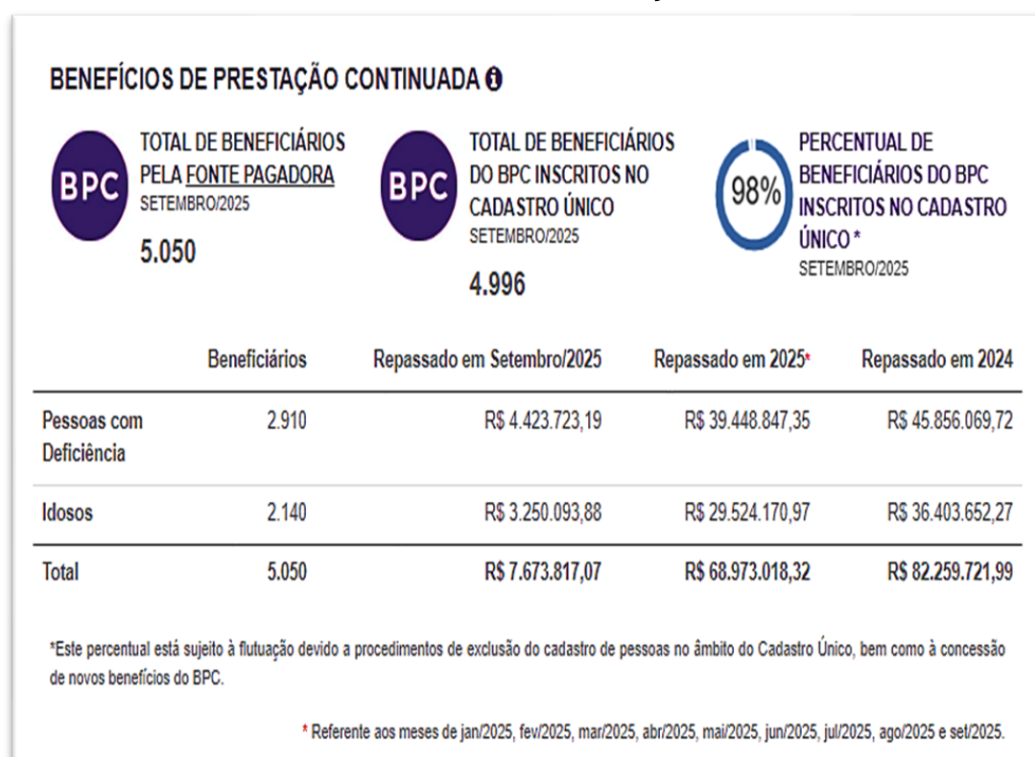 BENEFÍCIOS DE PRESTAÇÃO CONTINUADA
BPC
TOTAL DE BENEFICIÁRIOS
PELA FONTE PAGADORA
SETEMBRO/2025
5.050
BPC
TOTAL DE BENEFICIÁRIOS
DO BPC INSCRITOS NO
CADASTRO ÚNICO
SETEMBRO/2025
4.996
98%
PERCENTUAL DE
BENEFICIÁRIOS DO BPC
INSCRITOS NO CADASTRO
ÚNICO *
SETEMBRO/2025
Beneficiários Repassado em Setembro/2025 Repassado em 2025* Repassado em 2024
Pessoas com
Deficiência 2.910 R$ 4.423.723,19 R$ 39.448.847,35 R$ 45.856.069,72
Idosos 2.140 R$ 3.250.093,88 R$ 29.524.170,97 R$ 36.403.652,27
Total 5.050 R$ 7.673.817,07 R$ 68.973.018,32 R$ 82.259.721,99
*Este percentual está sujeito à flutuação devido a procedimentos de exclusão do cadastro de pessoas no âmbito do Cadastro Único, bem como à concessão
de novos benefícios do BPC.
* Referente aos meses de jan/2025, fev/2025, mar/2025, abr/2025, mai/2025, jun/2025, jul/2025, ago/2025 e set/2025.